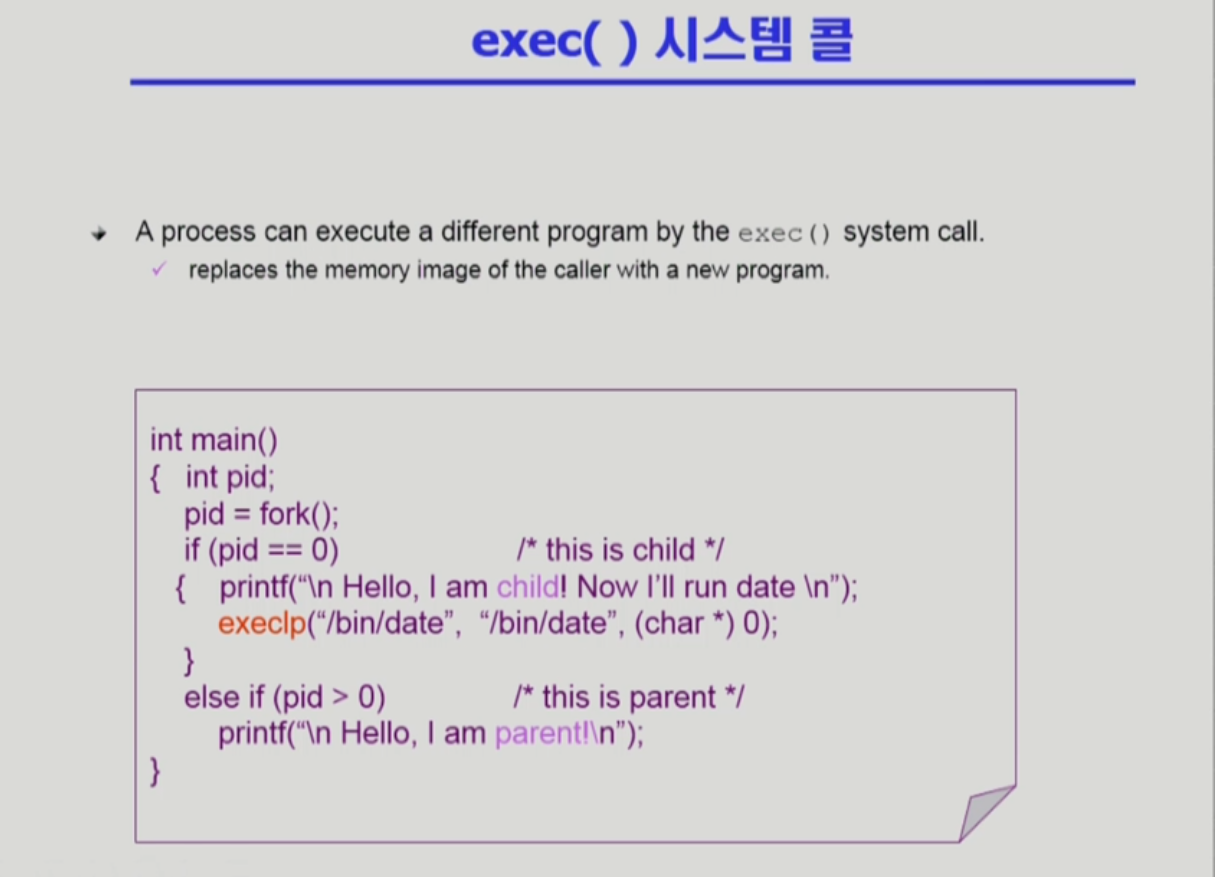 exec( ) 시스템 콜
A process can execute a different program by the exec() system call.
replaces the memory image of the caller with a new program.
int main()
{ int pid;
pid = fork();
if (pid == 0) /* this is child */
{ printf(“\n Hello, I am child! Now I’ll run date \n”);
execlp(“/bin/date”, “/bin/date”, (char *) 0);
}
else if (pid > 0) /* this is parent */
printf(“\n Hello, I am parent!\n”);
}